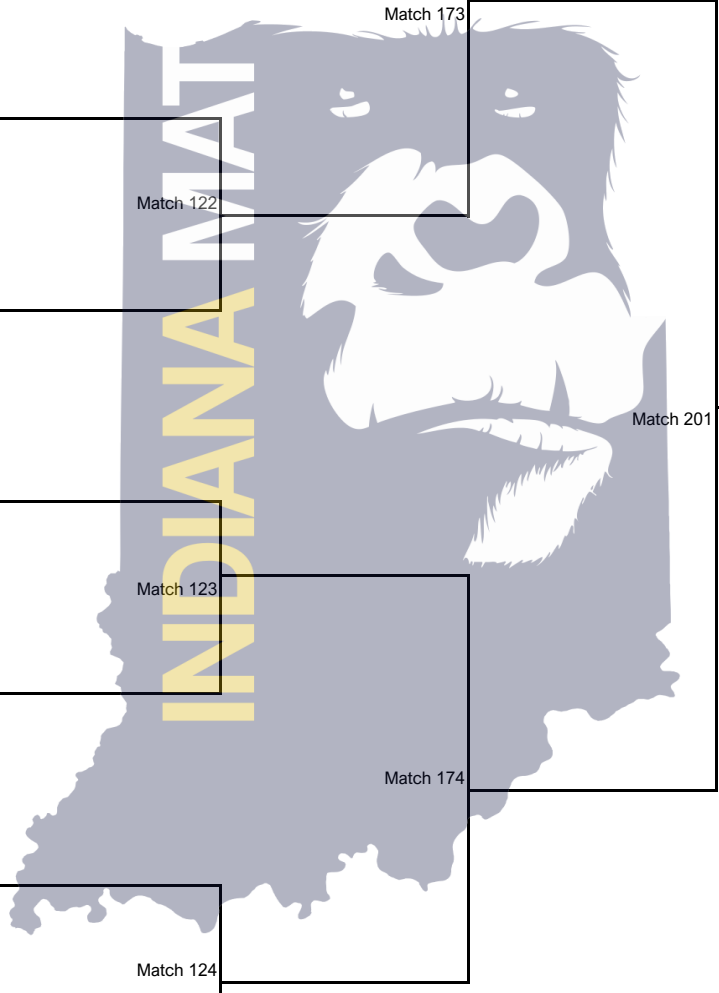 Match 173
Match 122
INDIANA MAT
Match 201
Match 123
Match 174
Match 124